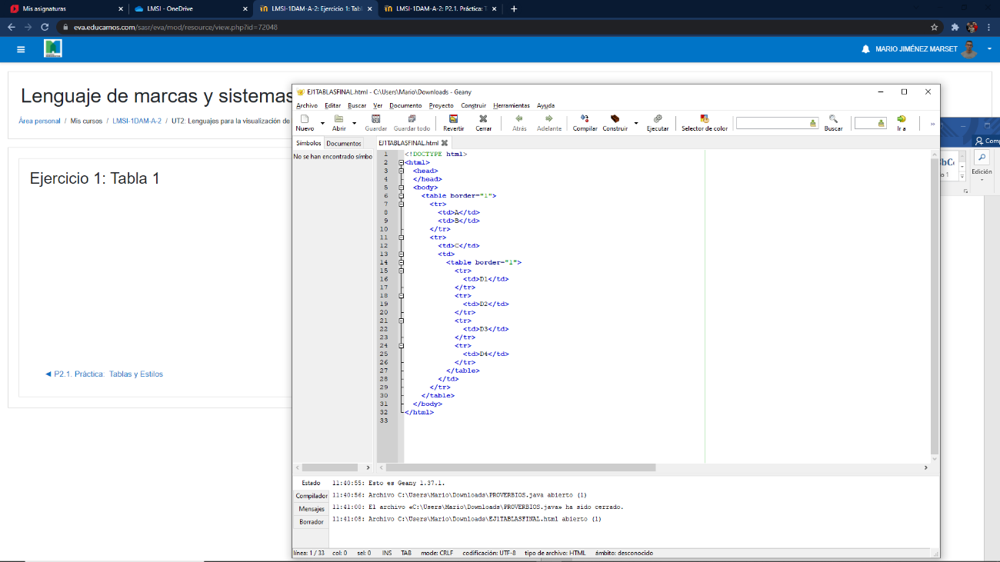 Mis asignaturas
LMSI - OneDrive
LMSI-1DAM-A-2: Ejercicio 1: Tabl
LMSI-1DAM-A-2: P2.1. Práctica: T
eva.educamos.com/sasr/eva/mod/resource/view.php?id=72048
MARIO JIMÉNEZ MARSET
Lenguaje de marcas y sistemas
Área personal / Mis cursos / LMSI-1DAM-A-2 / UT2: Lenguajes para la visualización de
Ejercicio 1: Tabla 1
◄ P2.1. Práctica: Tablas y Estilos
EJ1TABLASFINAL.html - C:\Users\Mario\Downloads - Geany
Archivo Editar Buscar Ver Documento Proyecto Construir Herramientas Ayuda
Nuevo Abrir Guardar Guardar todo Revertir Cerrar Atrás Adelante Compilar Construir Ejecutar Selector de color Buscar Ir a
Símbolos Documentos EJ1TABLASFINAL.html
No se han encontrado símbo
1 <!DOCTYPE html>
2 <html>
3 <head>
4 </head>
5 <body>
6 <table border="1">
7 <tr>
8 <td>A</td>
9 <td>B</td>
10 </tr>
11 <tr>
12 <td>C</td>
13 <td>
14 <table border="1">
15 <tr>
16 <td>D1</td>
17 </tr>
18 <tr>
19 <td>D2</td>
20 </tr>
21 <tr>
22 <td>D3</td>
23 </tr>
24 <tr>
25 <td>D4</td>
26 </tr>
27 </table>
28 </td>
29 </tr>
30 </table>
31 </body>
32 </html>
33
Estado
Compilador
Mensajes
Borrador
11:40:55: Esto es Geany 1.37.1.
11:40:56: Archivo C:\Users\Mario\Downloads\PROVERBIOS.java abierto (1)
11:41:00: El archivo «C:\Users\Mario\Downloads\PROVERBIOS.java» ha sido cerrado.
11:41:08: Archivo C:\Users\Mario\Downloads\EJ1TABLASFINAL.html abierto (1)
línea: 1 / 33 col: 0 sel: 0 INS TAB mode: CRLF codificación: UTF-8 tipo de archivo: HTML ámbito: desconocido
Comp
Edición